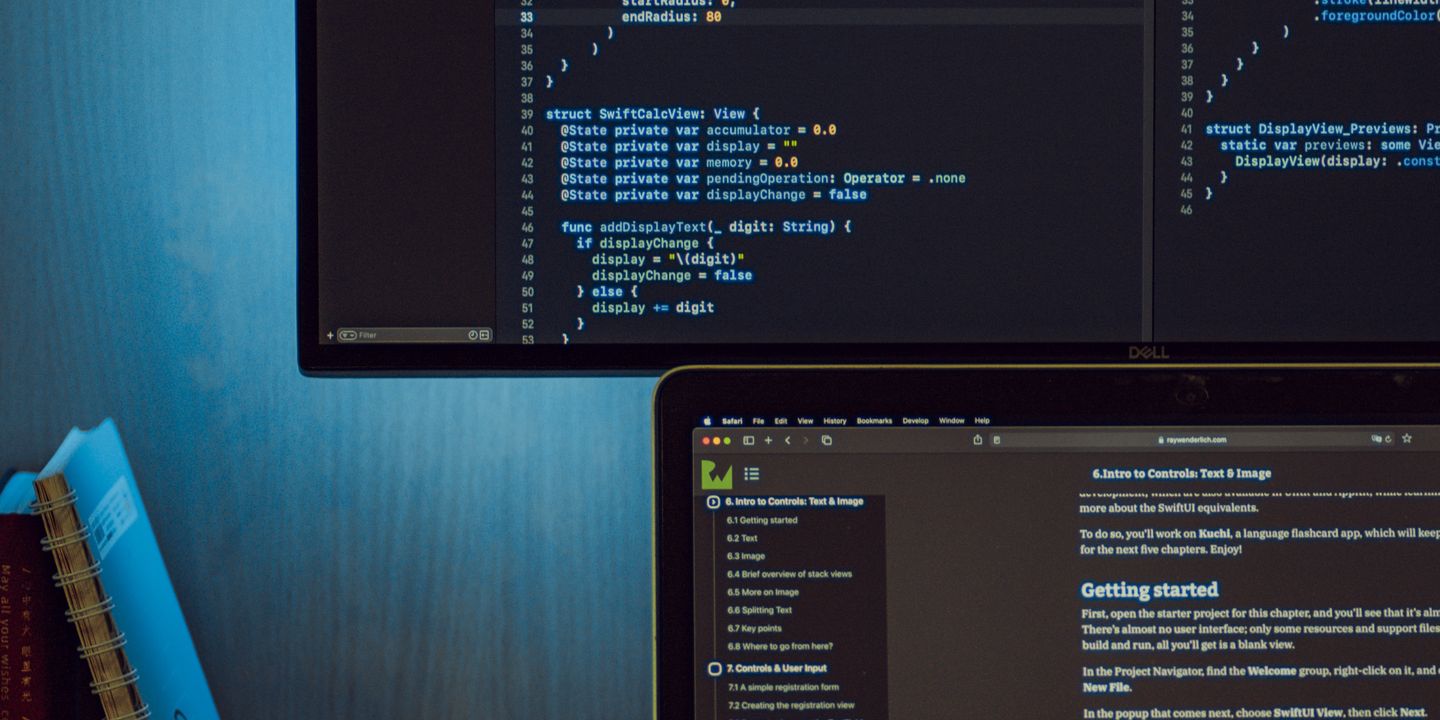 32 startRadius: 0,
33 endRadius: 80
34 )
35 )
36 }
37 }
38
39 struct SwiftCalcView: View {
40 @State private var accumulator = 0.0
41 @State private var display = ""
42 @State private var memory = 0.0
43 @State private var pendingOperation: Operator = .none
44 @State private var displayChange = false
45
46 func addDisplayText(_ digit: String) {
47 if displayChange {
48 display = "\(digit)"
49 displayChange = false
50 } else {
51 display += digit
52 }
53 }
Filter
33 .stroke(linewidth
34 .foregroundColor(
35 )
36 }
37 }
38 }
39 }
40
41 struct DisplayView_Previews: Pr
42 static var previews: some Vie
43 DisplayView(display: .const
44 }
45 }
46
DELL
Safari File Edit View History Bookmarks Develop Window Help
raywenderlich.com
6.Intro to Controls: Text & Image
6. Intro to Controls: Text & Image
6.1 Getting started
6.2 Text
6.3 Image
6.4 Brief overview of stack views
6.5 More on Image
6.6 Splitting Text
6.7 Key points
6.8 Where to go from here?
7. Controls & User Input
7.1 A simple registration form
7.2 Creating the registration view
development, which are also available in UIKit and AppKit, while learnin
more about the SwiftUI equivalents.
To do so, you'll work on Kuchi, a language flashcard app, which will keep
for the next five chapters. Enjoy!
Getting started
First, open the starter project for this chapter, and you'll see that it's alm
There's almost no user interface; only some resources and support files
build and run, all you'll get is a blank view.
In the Project Navigator, find the Welcome group, right-click on it, and
New File.
In the popup that comes next, choose SwiftUI View, then click Next.
May all your wishes